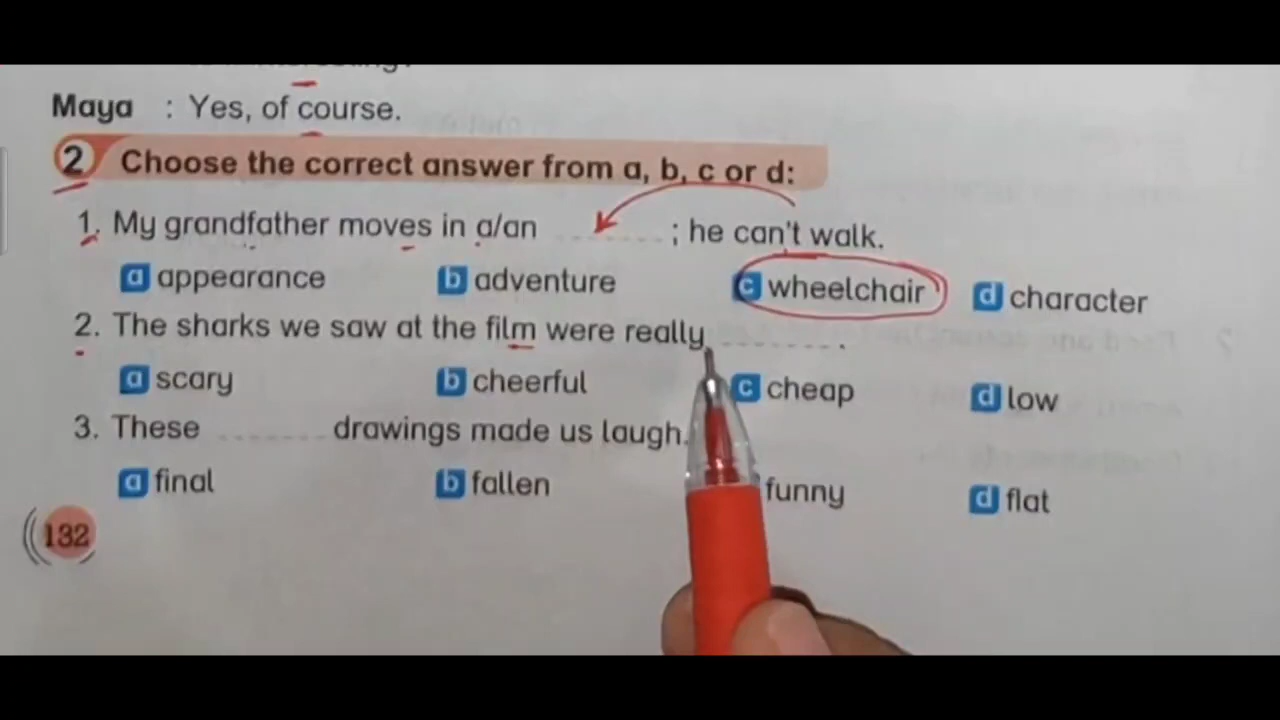 Maya : Yes, of course.
2 Choose the correct answer from a, b, c or d:
1. My grandfather moves in a/an ........ ; he can't walk.
a appearance b adventure c wheelchair d character
2. The sharks we saw at the film were really ........ .
a scary b cheerful c cheap d low
3. These ........ drawings made us laugh.
a final b fallen funny d flat
132